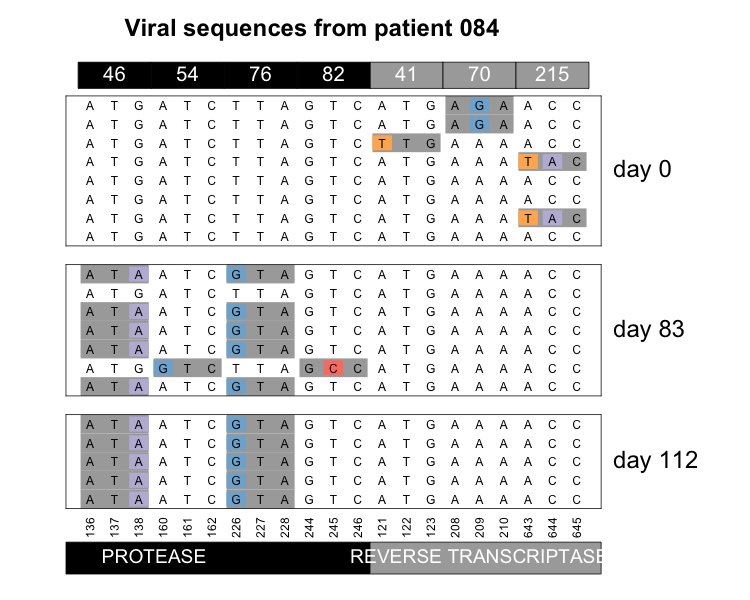 Viral sequences from patient 084
46 54 76 82 41 70 215
A T G A T C T T A G T C A T G A G A A C C
A T G A T C T T A G T C A T G A G A A C C
A T G A T C T T A G T C T T G A A A A C C
A T G A T C T T A G T C A T G A A A T A C
A T G A T C T T A G T C A T G A A A A C C
A T G A T C T T A G T C A T G A A A A C C
A T G A T C T T A G T C A T G A A A T A C
A T G A T C T T A G T C A T G A A A A C C
day 0
A T A A T C G T A G T C A T G A A A A C C
A T G A T C T T A G T C A T G A A A A C C
A T A A T C G T A G T C A T G A A A A C C
A T A A T C G T A G T C A T G A A A A C C
A T A A T C G T A G T C A T G A A A A C C
A T G G T C T T A G C C A T G A A A A C C
A T A A T C G T A G T C A T G A A A A C C
day 83
A T A A T C G T A G T C A T G A A A A C C
A T A A T C G T A G T C A T G A A A A C C
A T A A T C G T A G T C A T G A A A A C C
A T A A T C G T A G T C A T G A A A A C C
A T A A T C G T A G T C A T G A A A A C C
day 112
136 137 138 160 161 162 226 227 228 244 245 246 121 122 123 208 209 210 643 644 645
PROTEASE REVERSE TRANSCRIPTASE